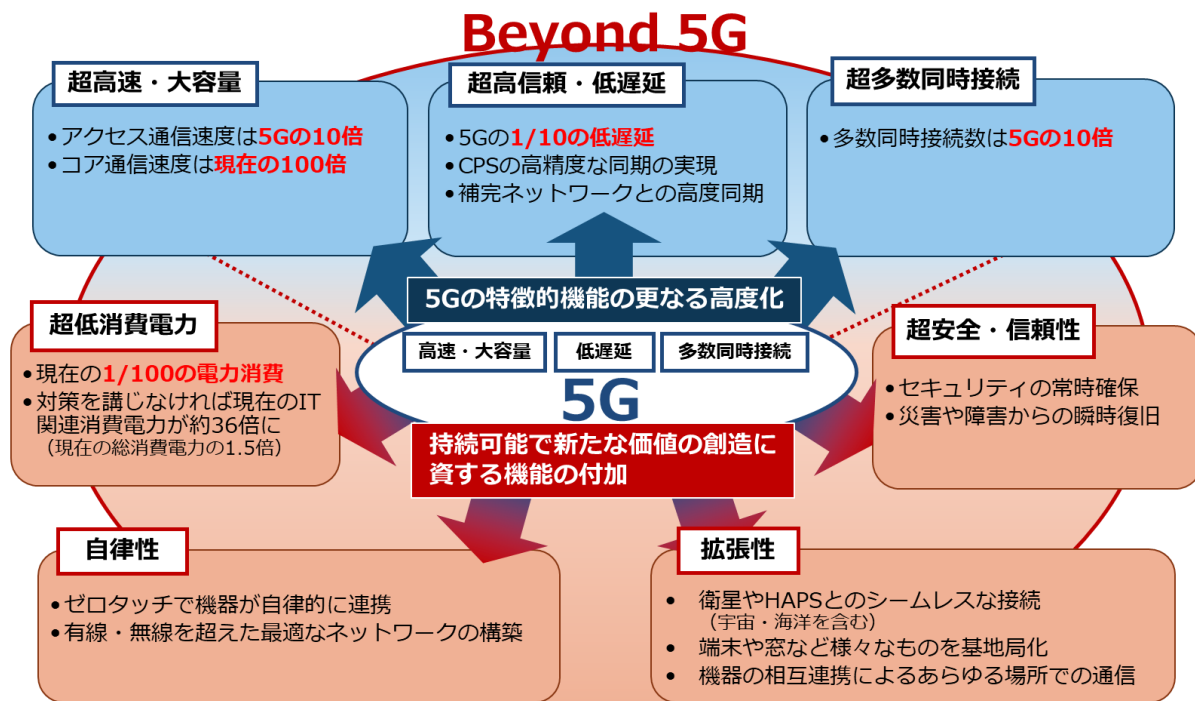 Beyond 5G
超高速・大容量
•アクセス通信速度は5Gの10倍
•コア通信速度は現在の100倍
超高信頼・低遅延
•5Gの1/10の低遅延
•CPSの高精度な同期の実現
•補完ネットワークとの高度同期
超多数同時接続
•多数同時接続数は5Gの10倍
5Gの特徴的機能の更なる高度化
高速・大容量
低遅延
多数同時接続
5G
持続可能で新たな価値の創造に
資する機能の付加
超低消費電力
•現在の1/100の電力消費
•対策を講じなければ現在のIT
関連消費電力が約36倍に
（現在の総消費電力の1.5倍）
超安全・信頼性
•セキュリティの常時確保
•災害や障害からの瞬時復旧
自律性
•ゼロタッチで機器が自律的に連携
•有線・無線を超えた最適なネットワークの構築
拡張性
• 衛星やHAPSとのシームレスな接続
（宇宙・海洋を含む）
• 端末や窓など様々なものを基地局化
• 機器の相互連携によるあらゆる場所での通信